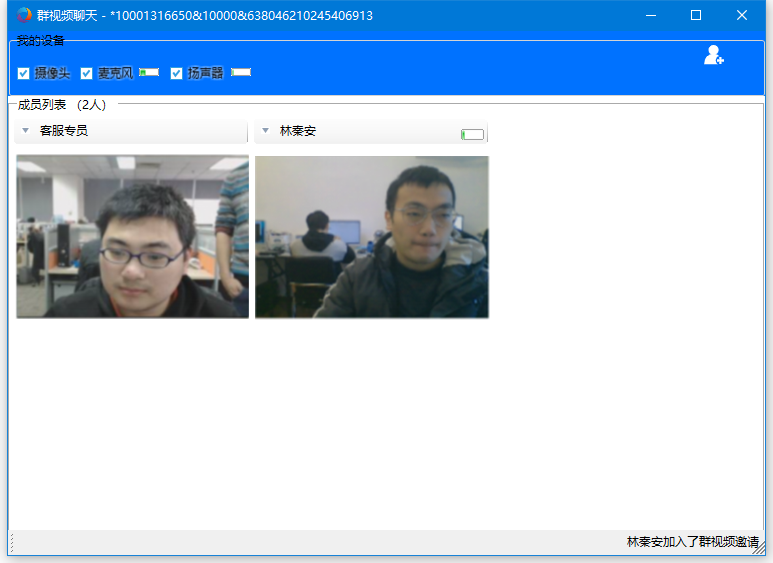 群视频聊天 - *10001316650&10000&638046210245406913
我的设备
摄像头 麦克风 扬声器
成员列表 （2人）
客服专员 林秦安
林秦安加入了群视频邀请